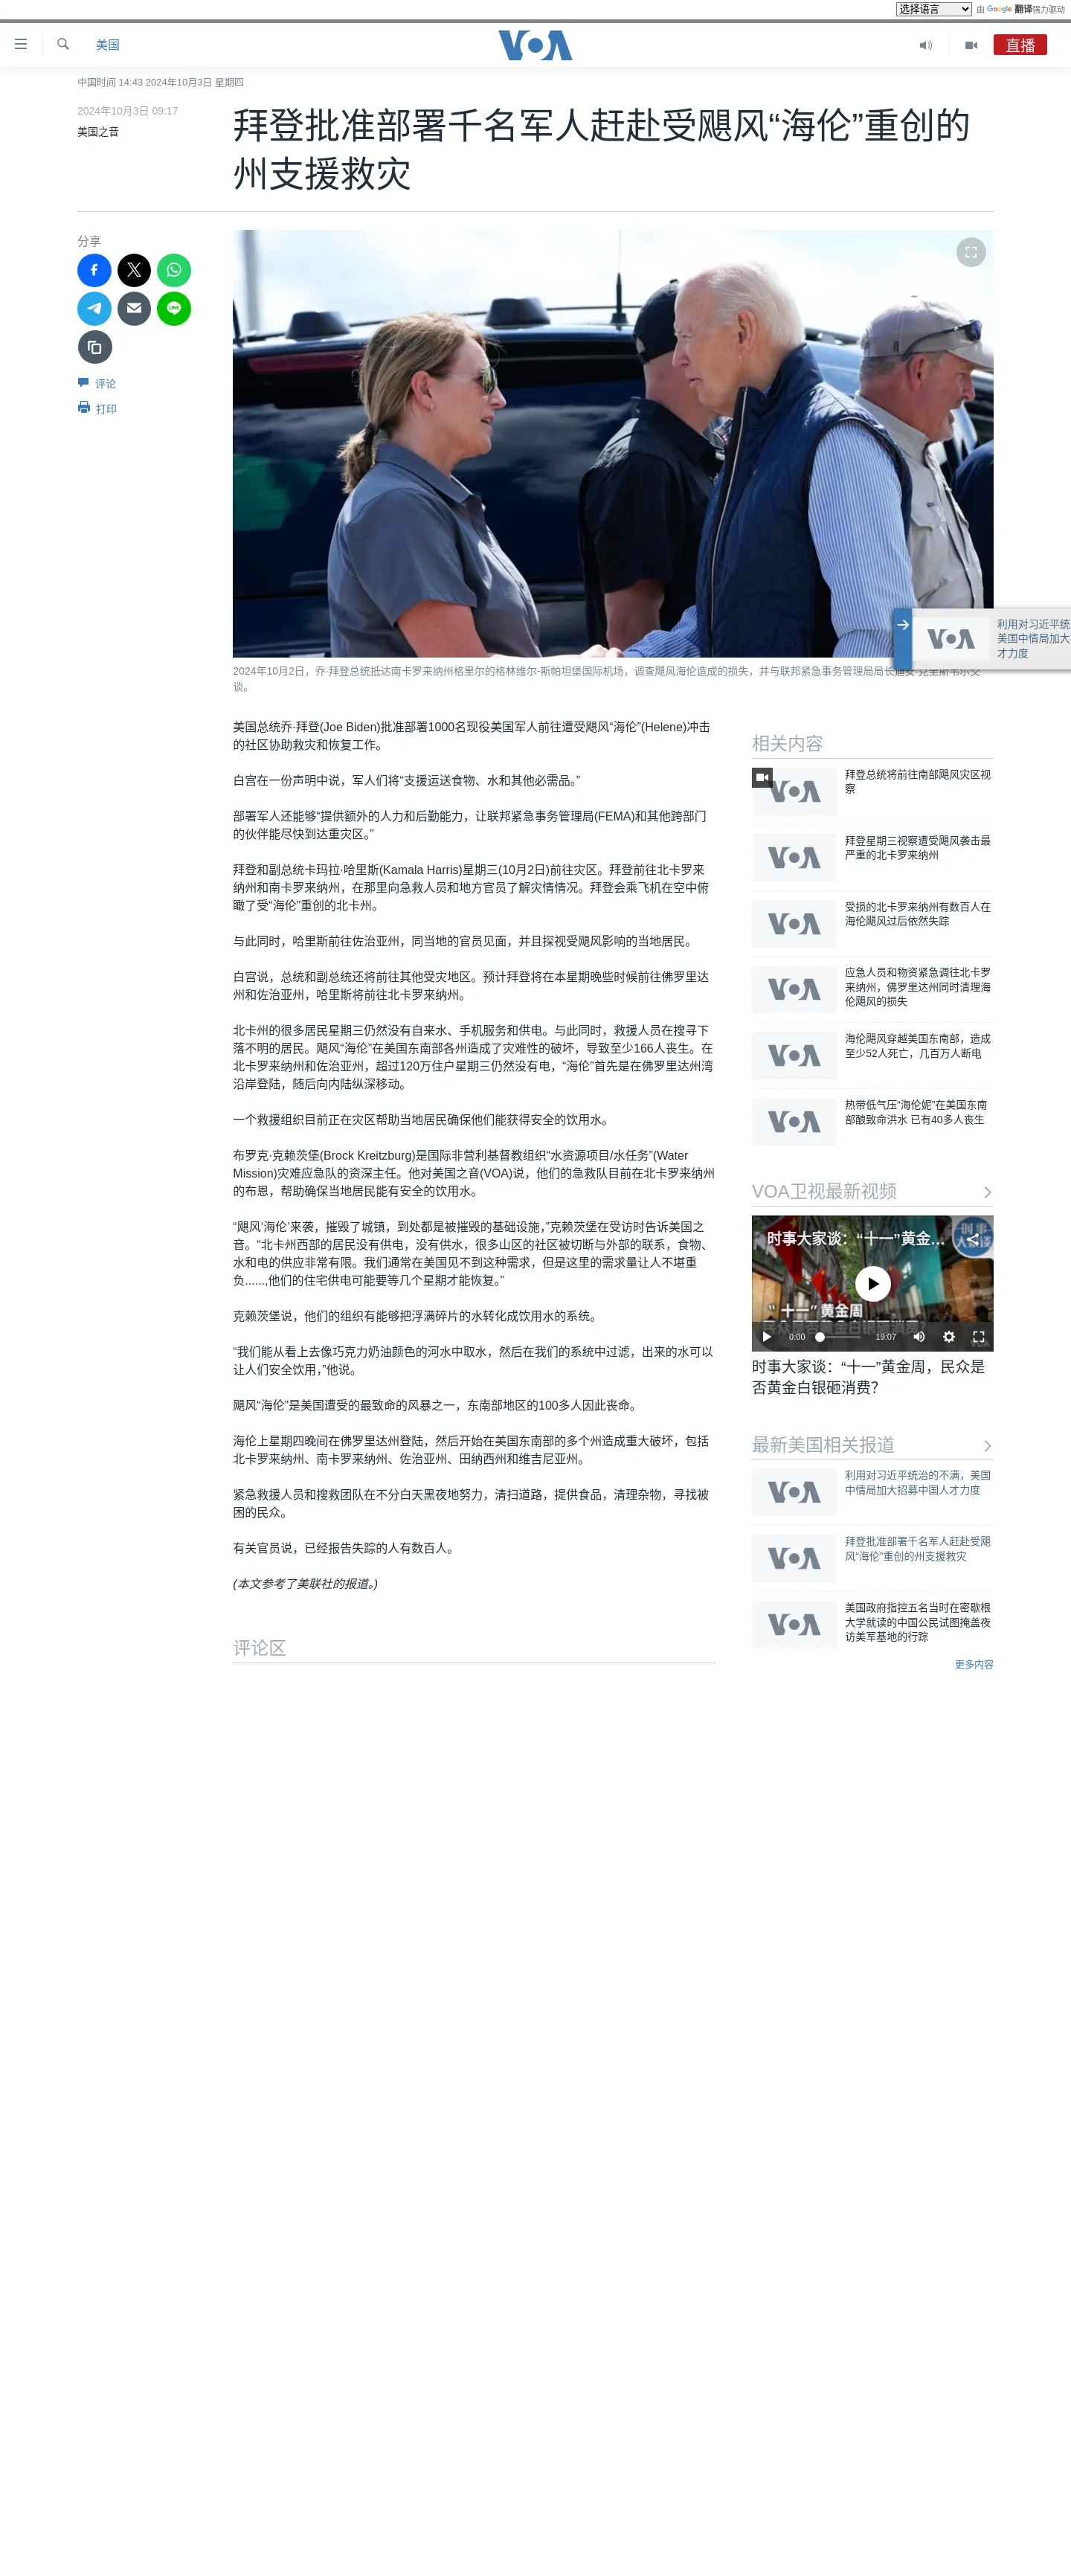 选择语言
由 Google 翻译强力驱动
美国
VOA
直播
中国时间 14:43 2024年10月3日 星期四
2024年10月3日 09:17
美国之音
拜登批准部署千名军人赶赴受飓风“海伦”重创的
州支援救灾
分享
评论
打印
利用对习近平统
美国中情局加大
才力度
VOA
2024年10月2日，乔·拜登总统抵达南卡罗来纳州格里尔的格林维尔-斯帕坦堡国际机场，调查飓风海伦造成的损失，并与联邦紧急事务管理局局长迪安·克里斯韦尔交
谈。
美国总统乔·拜登(Joe Biden)批准部署1000名现役美国军人前往遭受飓风“海伦”(Helene)冲击
的社区协助救灾和恢复工作。
白宫在一份声明中说，军人们将“支援运送食物、水和其他必需品。”
部署军人还能够“提供额外的人力和后勤能力，让联邦紧急事务管理局(FEMA)和其他跨部门
的伙伴能尽快到达重灾区。”
拜登和副总统卡玛拉·哈里斯(Kamala Harris)星期三(10月2日)前往灾区。拜登前往北卡罗来
纳州和南卡罗来纳州，在那里向急救人员和地方官员了解灾情情况。拜登会乘飞机在空中俯
瞰了受“海伦”重创的北卡州。
与此同时，哈里斯前往佐治亚州，同当地的官员见面，并且探视受飓风影响的当地居民。
白宫说，总统和副总统还将前往其他受灾地区。预计拜登将在本星期晚些时候前往佛罗里达
州和佐治亚州，哈里斯将前往北卡罗来纳州。
北卡州的很多居民星期三仍然没有自来水、手机服务和供电。与此同时，救援人员在搜寻下
落不明的居民。飓风“海伦”在美国东南部各州造成了灾难性的破坏，导致至少166人丧生。在
北卡罗来纳州和佐治亚州，超过120万住户星期三仍然没有电，“海伦”首先是在佛罗里达州湾
沿岸登陆，随后向内陆纵深移动。
一个救援组织目前正在灾区帮助当地居民确保他们能获得安全的饮用水。
布罗克·克赖茨堡(Brock Kreitzburg)是国际非营利基督教组织“水资源项目/水任务”(Water
Mission)灾难应急队的资深主任。他对美国之音(VOA)说，他们的急救队目前在北卡罗来纳州
的布恩，帮助确保当地居民能有安全的饮用水。
“飓风‘海伦’来袭，摧毁了城镇，到处都是被摧毁的基础设施，”克赖茨堡在受访时告诉美国之
音。“北卡州西部的居民没有供电，没有供水，很多山区的社区被切断与外部的联系，食物、
水和电的供应非常有限。我们通常在美国见不到这种需求，但是这里的需求量让人不堪重
负......,他们的住宅供电可能要等几个星期才能恢复。”
克赖茨堡说，他们的组织有能够把浮满碎片的水转化成饮用水的系统。
“我们能从看上去像巧克力奶油颜色的河水中取水，然后在我们的系统中过滤，出来的水可以
让人们安全饮用，”他说。
飓风“海伦”是美国遭受的最致命的风暴之一，东南部地区的100多人因此丧命。
海伦上星期四晚间在佛罗里达州登陆，然后开始在美国东南部的多个州造成重大破坏，包括
北卡罗来纳州、南卡罗来纳州、佐治亚州、田纳西州和维吉尼亚州。
紧急救援人员和搜救团队在不分白天黑夜地努力，清扫道路，提供食品，清理杂物，寻找被
困的民众。
有关官员说，已经报告失踪的人有数百人。
(本文参考了美联社的报道。)
评论区
相关内容
VOA
拜登总统将前往南部飓风灾区视
察
VOA
拜登星期三视察遭受飓风袭击最
严重的北卡罗来纳州
VOA
受损的北卡罗来纳州有数百人在
海伦飓风过后依然失踪
VOA
应急人员和物资紧急调往北卡罗
来纳州，佛罗里达州同时清理海
伦飓风的损失
VOA
海伦飓风穿越美国东南部，造成
至少52人死亡，几百万人断电
VOA
热带低气压“海伦妮”在美国东南
部酿致命洪水 已有40多人丧生
VOA卫视最新视频
时事大家谈：“十一”黄金…
“十一”黄金周
0:00
19:07
时事大家谈：“十一”黄金周，民众是
否黄金白银砸消费？
最新美国相关报道
VOA
利用对习近平统治的不满，美国
中情局加大招募中国人才力度
VOA
拜登批准部署千名军人赶赴受飓
风“海伦”重创的州支援救灾
VOA
美国政府指控五名当时在密歇根
大学就读的中国公民试图掩盖夜
访美军基地的行踪
更多内容